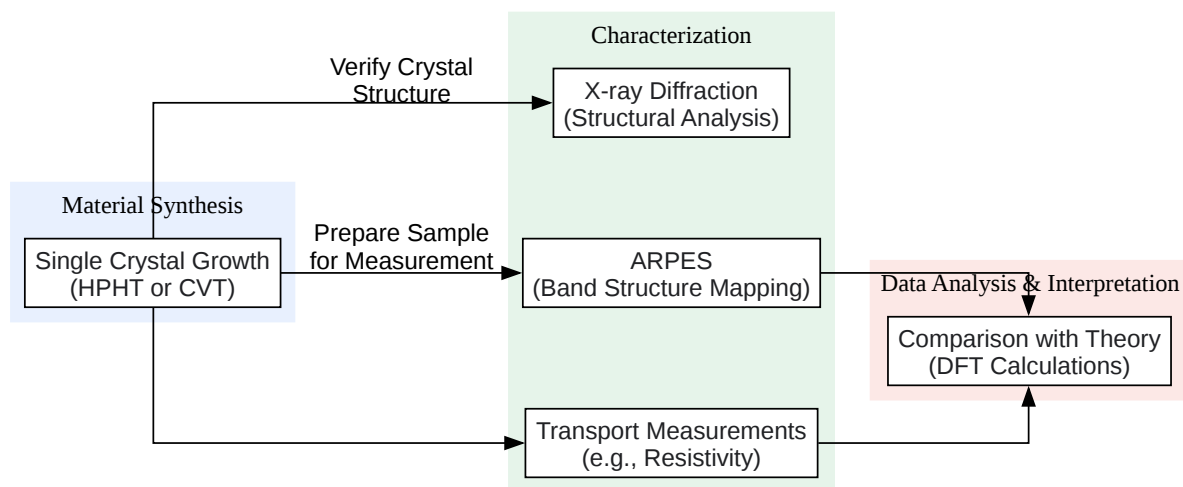 Characterization
Verify Crystal
Structure
X-ray Diffraction
(Structural Analysis)
Material Synthesis
Single Crystal Growth
(HPHT or CVT)
Prepare Sample
for Measurement
ARPES
(Band Structure Mapping)
Data Analysis & Interpretation
Comparison with Theory
(DFT Calculations)
Transport Measurements
(e.g., Resistivity)